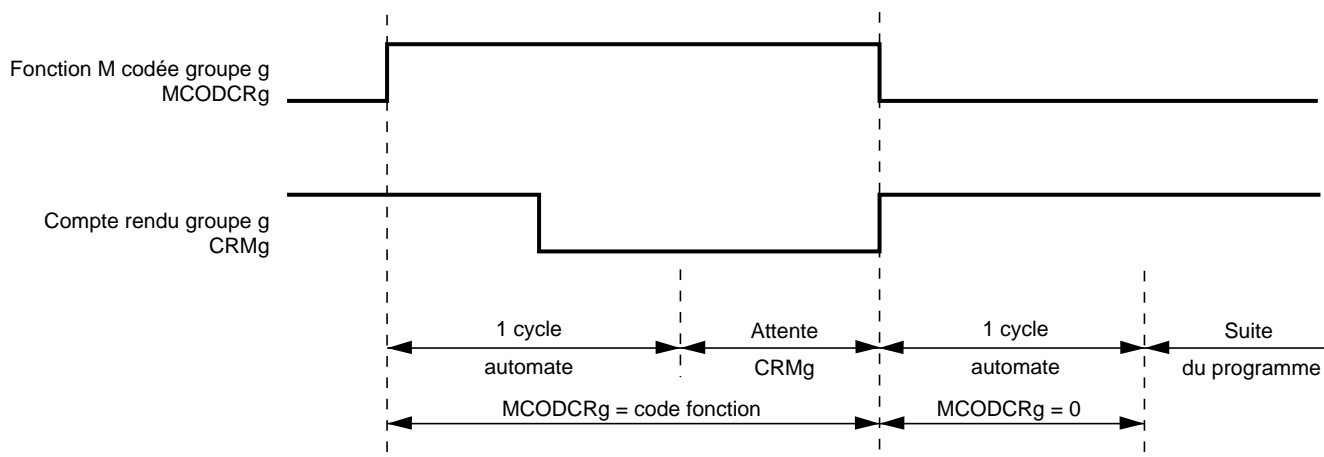 Fonction M codée groupe g
MCODCRg
Compte rendu groupe g
CRMg
1 cycle
automate
Attente
CRMg
1 cycle
automate
Suite
du programme
MCODCRg = code fonction
MCODCRg = 0